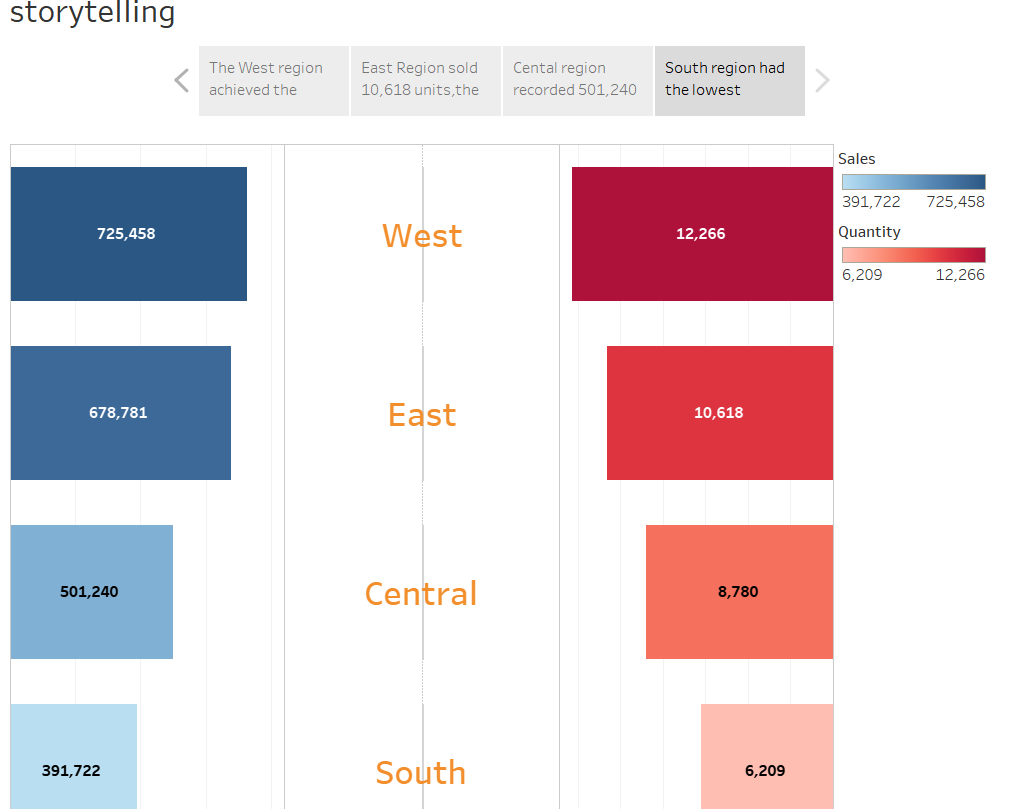 storytelling
The West region
achieved the
East Region sold
10,618 units,the
Cental region
recorded 501,240
South region had
the lowest
Sales
391,722 725,458
Quantity
6,209 12,266
725,458 West 12,266
678,781 East 10,618
501,240 Central 8,780
391,722 South 6,209